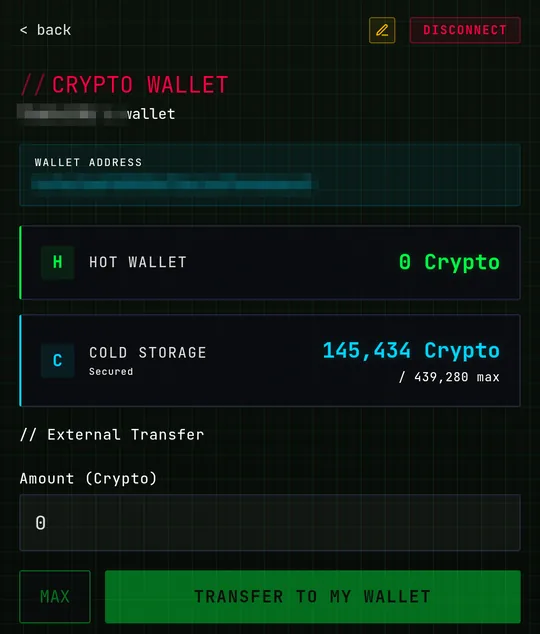 < back
DISCONNECT
// CRYPTO WALLET
wallet
WALLET ADDRESS
H HOT WALLET 0 Crypto
C COLD STORAGE 145,434 Crypto
Secured / 439,280 max
// External Transfer
Amount (Crypto)
0
MAX TRANSFER TO MY WALLET